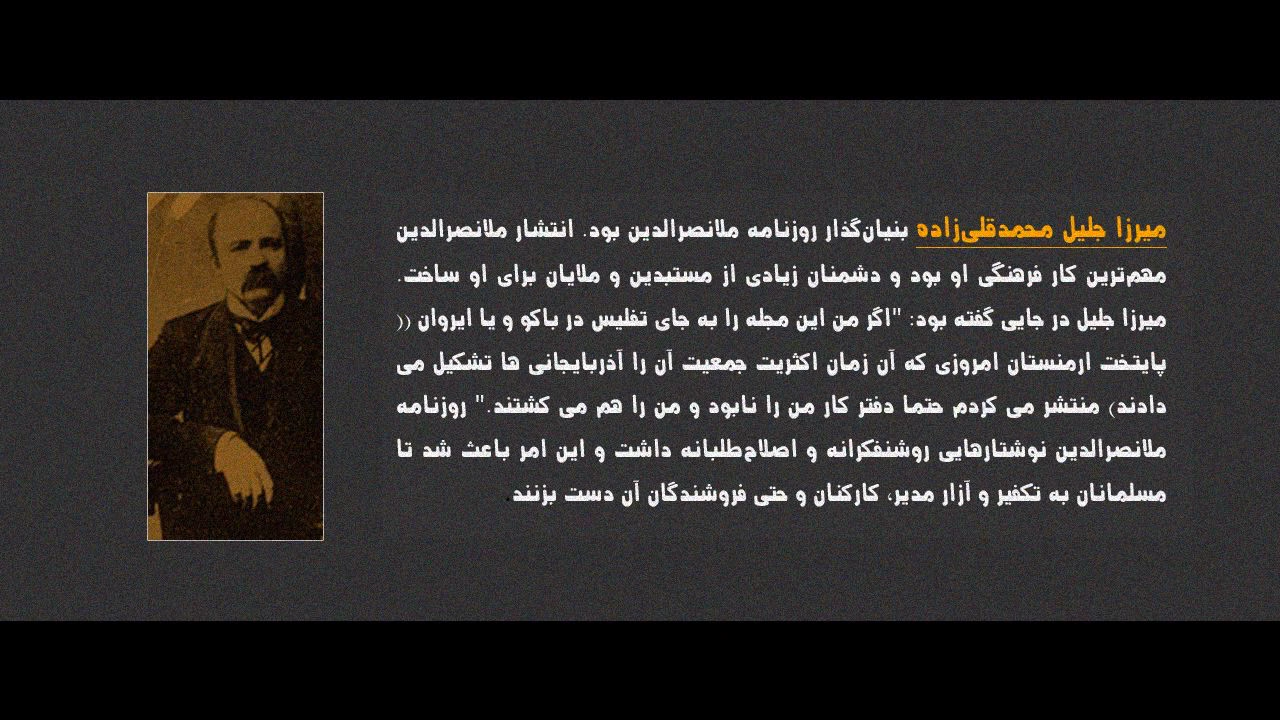 میرزا جلیل محمدقلی‌زاده بنیان‌گذار روزنامه ملانصرالدین بود. انتشار ملانصرالدین
مهم‌ترین کار فرهنگی او بود و دشمنان زیادی از مستبدین و ملایان برای او ساخت.
میرزا جلیل در جایی گفته بود: "اگر من این مجله را به جای تفلیس در باکو و یا ایروان ((
پایتخت ارمنستان امروزی که آن زمان اکثریت جمعیت آن را آذربایجانی ها تشکیل می
دادند) منتشر می کردم حتما دفتر کار من را نابود و من را هم می کشتند." روزنامه
ملانصرالدین نوشتارهایی روشنفکرانه و اصلاح‌طلبانه داشت و این امر باعث شد تا
مسلمانان به تکفیر و آزار مدیر، کارکنان و حتی فروشندگان آن دست بزنند.